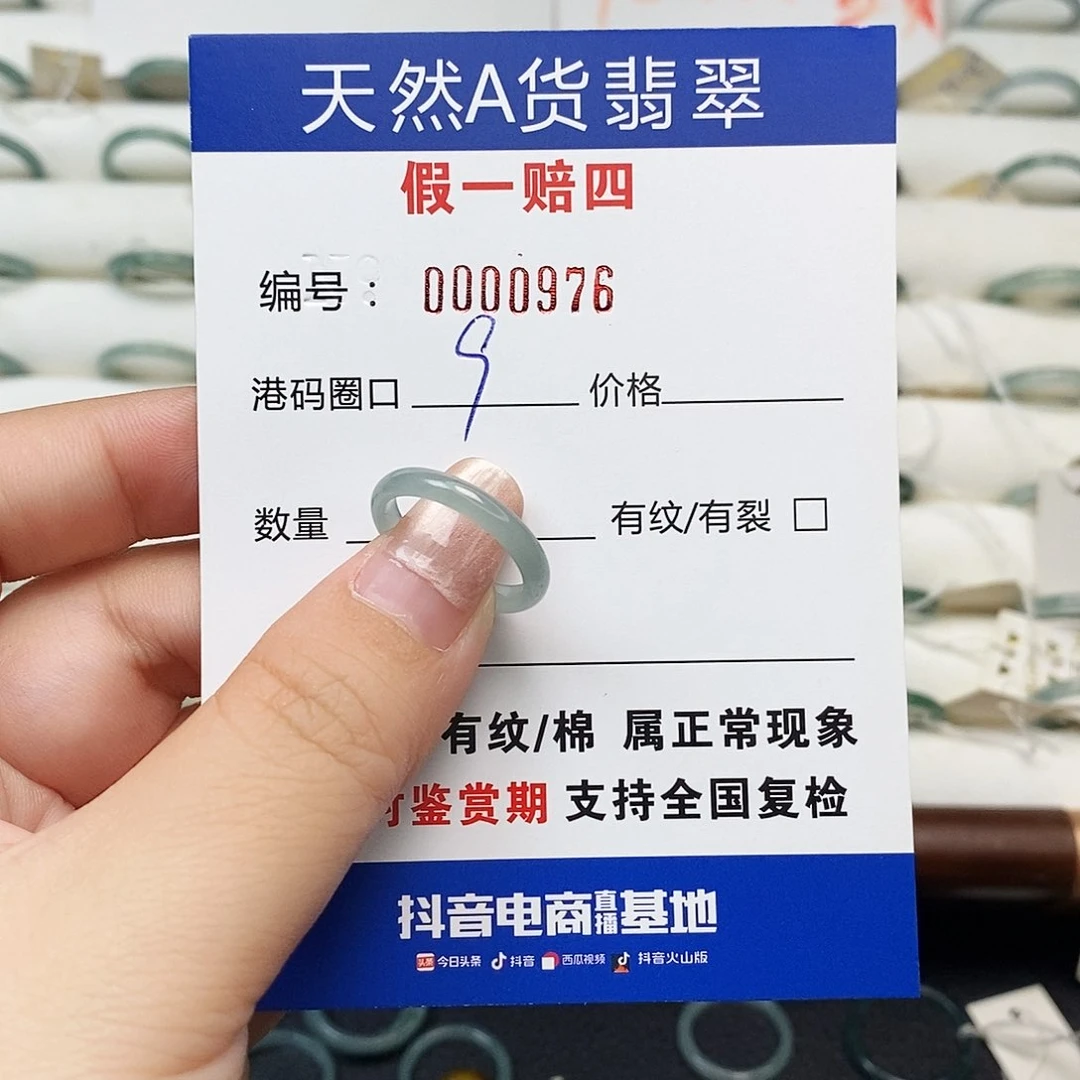 天然A货翡翠
假一赔四
编号： 0000976
港码圈口 9 价格
数量 有纹/有裂 □
有纹/棉 属正常现象
鉴赏期 支持全国复检
抖音电商直播基地
头条 今日头条 抖音 西瓜视频 抖音火山版